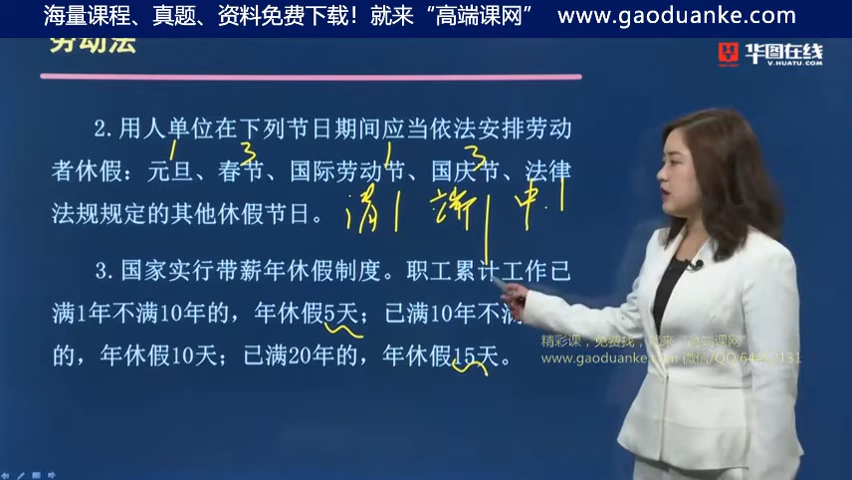 海量课程、真题、资料免费下载！就来“高端课网” www.gaoduanke.com
劳动法
华图在线
V.HUATU.COM
2.用人单位在下列节日期间应当依法安排劳动
1 3 1 3
者休假：元旦、春节、国际劳动节、国庆节、法律
法规规定的其他休假节日。 清1 端1 中.1
3.国家实行带薪年休假制度。职工累计工作已
满1年不满10年的，年休假5天；已满10年不满
的，年休假10天；已满20年的，年休假15天。
精彩课，免费找，就来“高端课网”
www.gaoduanke.com 微信/QQ: